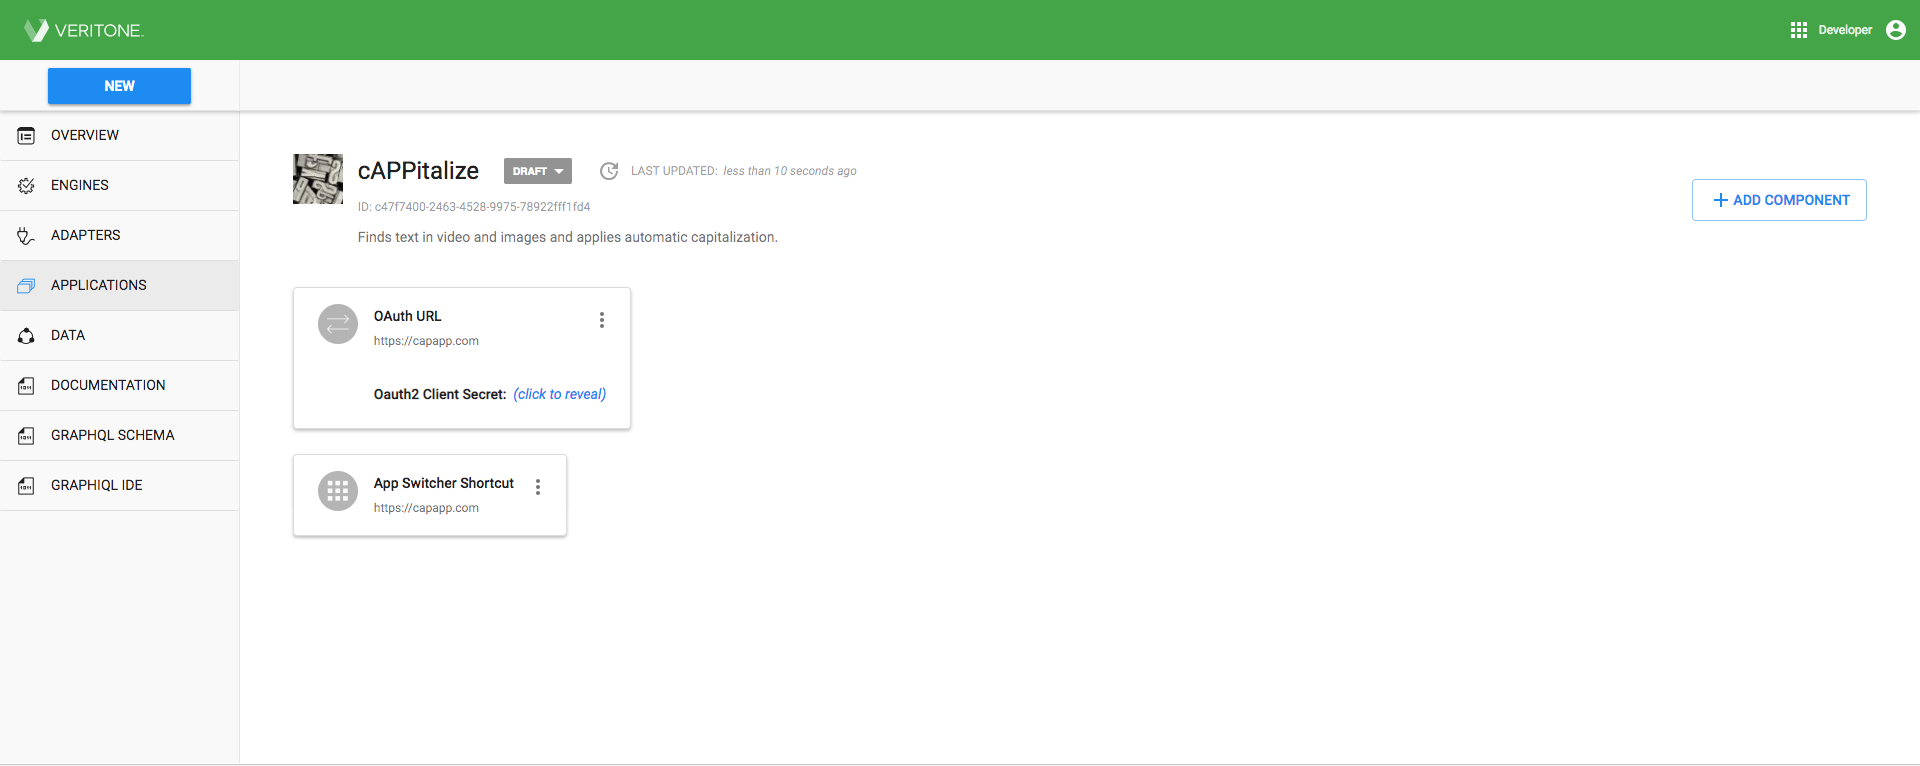 VERITONE
Developer
NEW
OVERVIEW
ENGINES
ADAPTERS
APPLICATIONS
DATA
DOCUMENTATION
GRAPHQL SCHEMA
GRAPHIQL IDE
cAPPitalize
DRAFT
LAST UPDATED: less than 10 seconds ago
ID: c47f7400-2463-4528-9975-78922fff1fd4
Finds text in video and images and applies automatic capitalization.
+ ADD COMPONENT
OAuth URL
https://capapp.com
Oauth2 Client Secret: (click to reveal)
App Switcher Shortcut
https://capapp.com